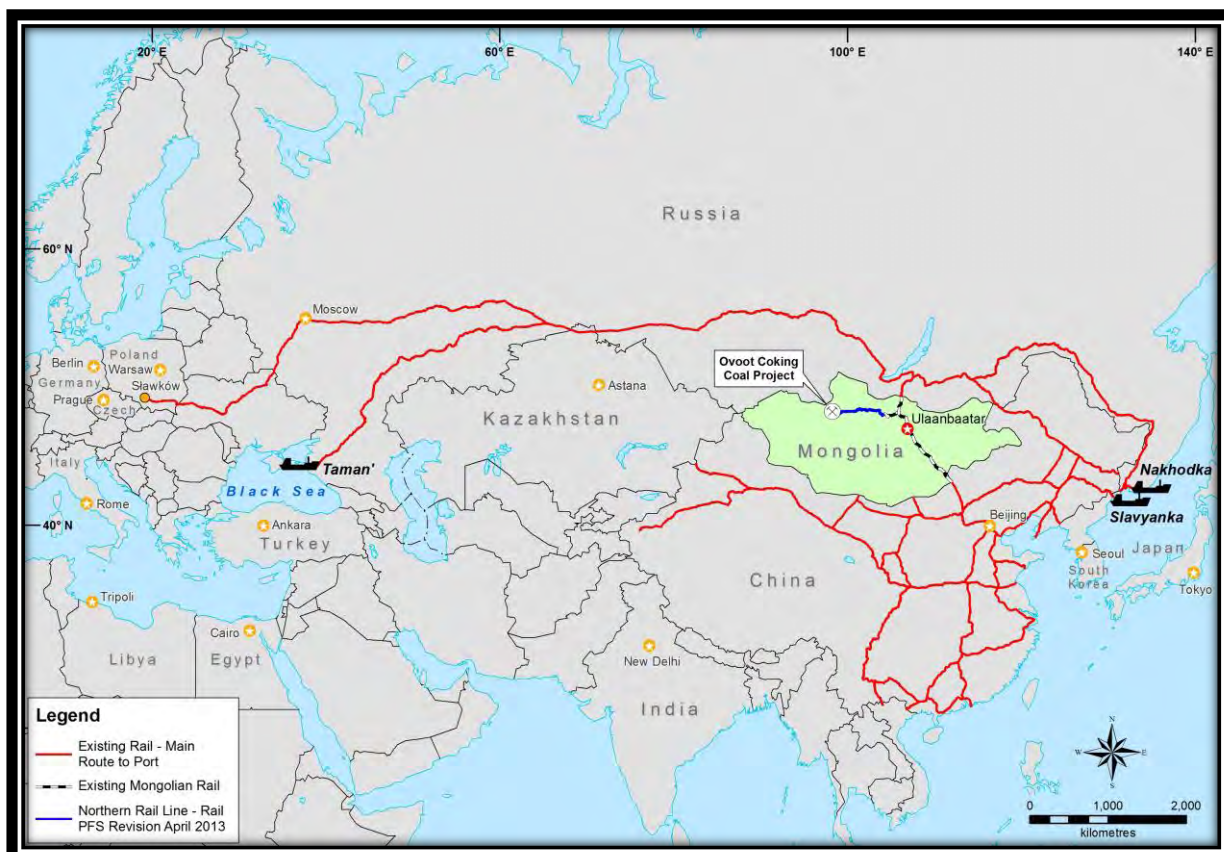 20° E
60° E
100° E
140° E
Russia
60° N
Moscow
Berlin
Poland
Warsaw
Germany
Sławków
Prague
Czech
Astana
Kazakhstan
Ovoot Coking
Coal Project
Ulaanbaatar
Mongolia
Italy
Taman'
Black Sea
Nakhodka
Slavyanka
Rome
Ankara
Turkey
40° N
Beijing
Seoul
South
Korea
Japan
Tokyo
China
Tripoli
Cairo
Libya
Egypt
New Delhi
India
Legend
Existing Rail - Main
Route to Port
Existing Mongolian Rail
Northern Rail Line - Rail
PFS Revision April 2013
N
W
E
S
0 1,000 2,000
kilometres